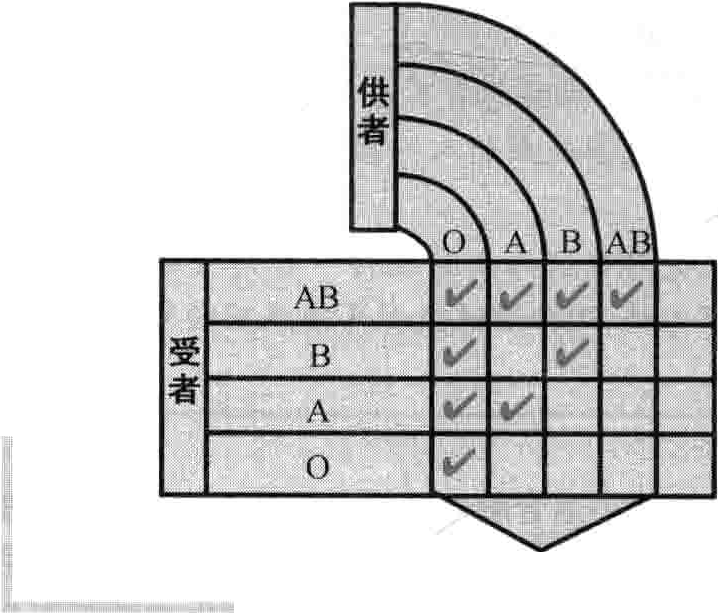 供者
O A B AB
受者
AB ✓ ✓ ✓ ✓
B ✓ ✓
A ✓ ✓
O ✓